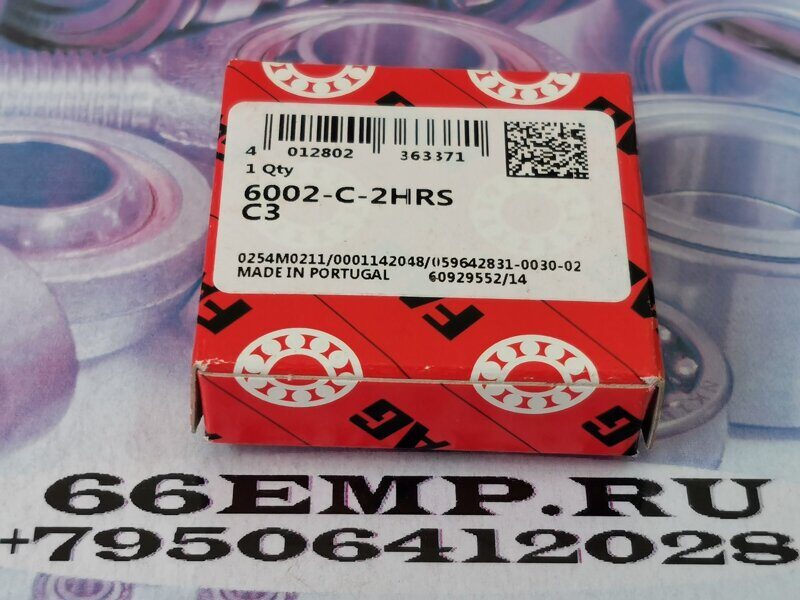 4 012802 363371
1 Qty
6002-C-2HRS
C3
0254M0211/0001142048/059642831-0030-02
MADE IN PORTUGAL 60929552/14
FAG
66EMP.RU
+79506412028